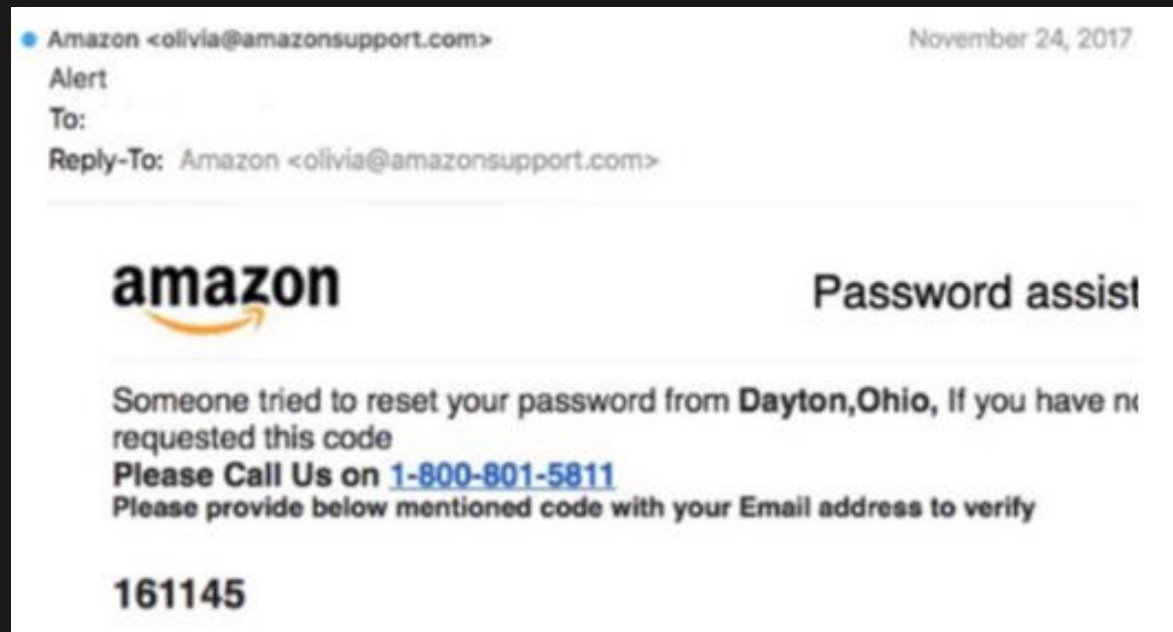 Amazon <olivia@amazonsupport.com>
November 24, 2017
Alert
To:
Reply-To: Amazon <olivia@amazonsupport.com>
amazon
Password assist
Someone tried to reset your password from Dayton,Ohio, If you have no
requested this code
Please Call Us on 1-800-801-5811
Please provide below mentioned code with your Email address to verify
161145